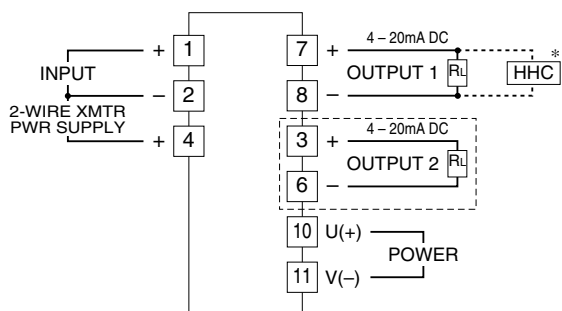 + 1
INPUT
− 2
2-WIRE XMTR
PWR SUPPLY
+ 4
7 + 4 – 20mA DC
OUTPUT 1 RL HHC *
8 −
3 + 4 – 20mA DC
OUTPUT 2 RL
6 −
10 U(+)
POWER
11 V(−)